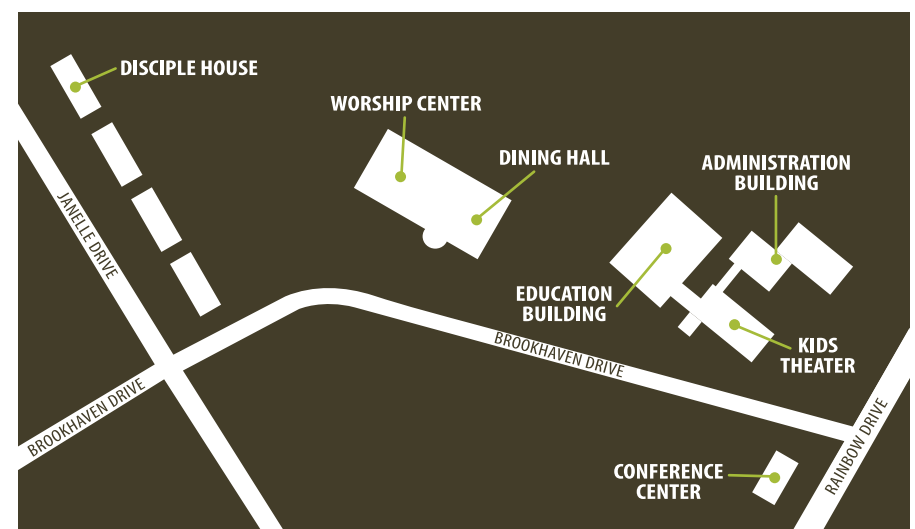 DISCIPLE HOUSE
WORSHIP CENTER
DINING HALL
ADMINISTRATION
BUILDING
JANELLE DRIVE
EDUCATION
BUILDING
BROOKHAVEN DRIVE
KIDS
THEATER
BROOKHAVEN DRIVE
RAINBOW DRIVE
CONFERENCE
CENTER